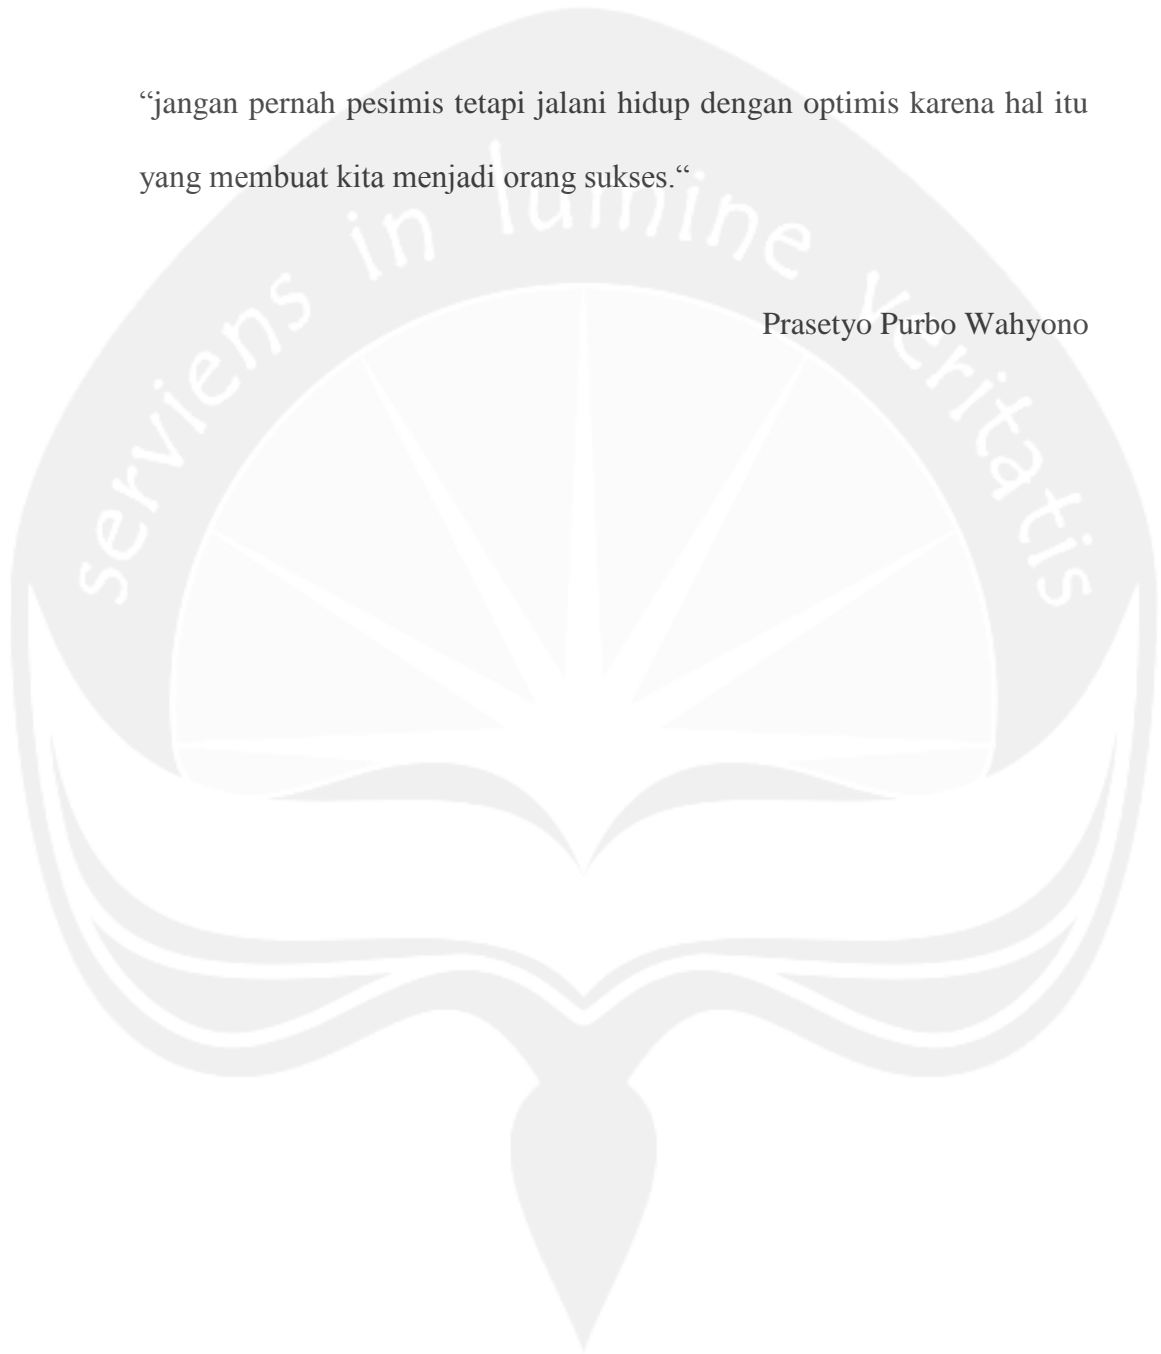 “jangan pernah pesimis tetapi jalani hidup dengan optimis karena hal itu
yang membuat kita menjadi orang sukses.“
serviens in lumine veritatis
Prasetyo Purbo Wahyono